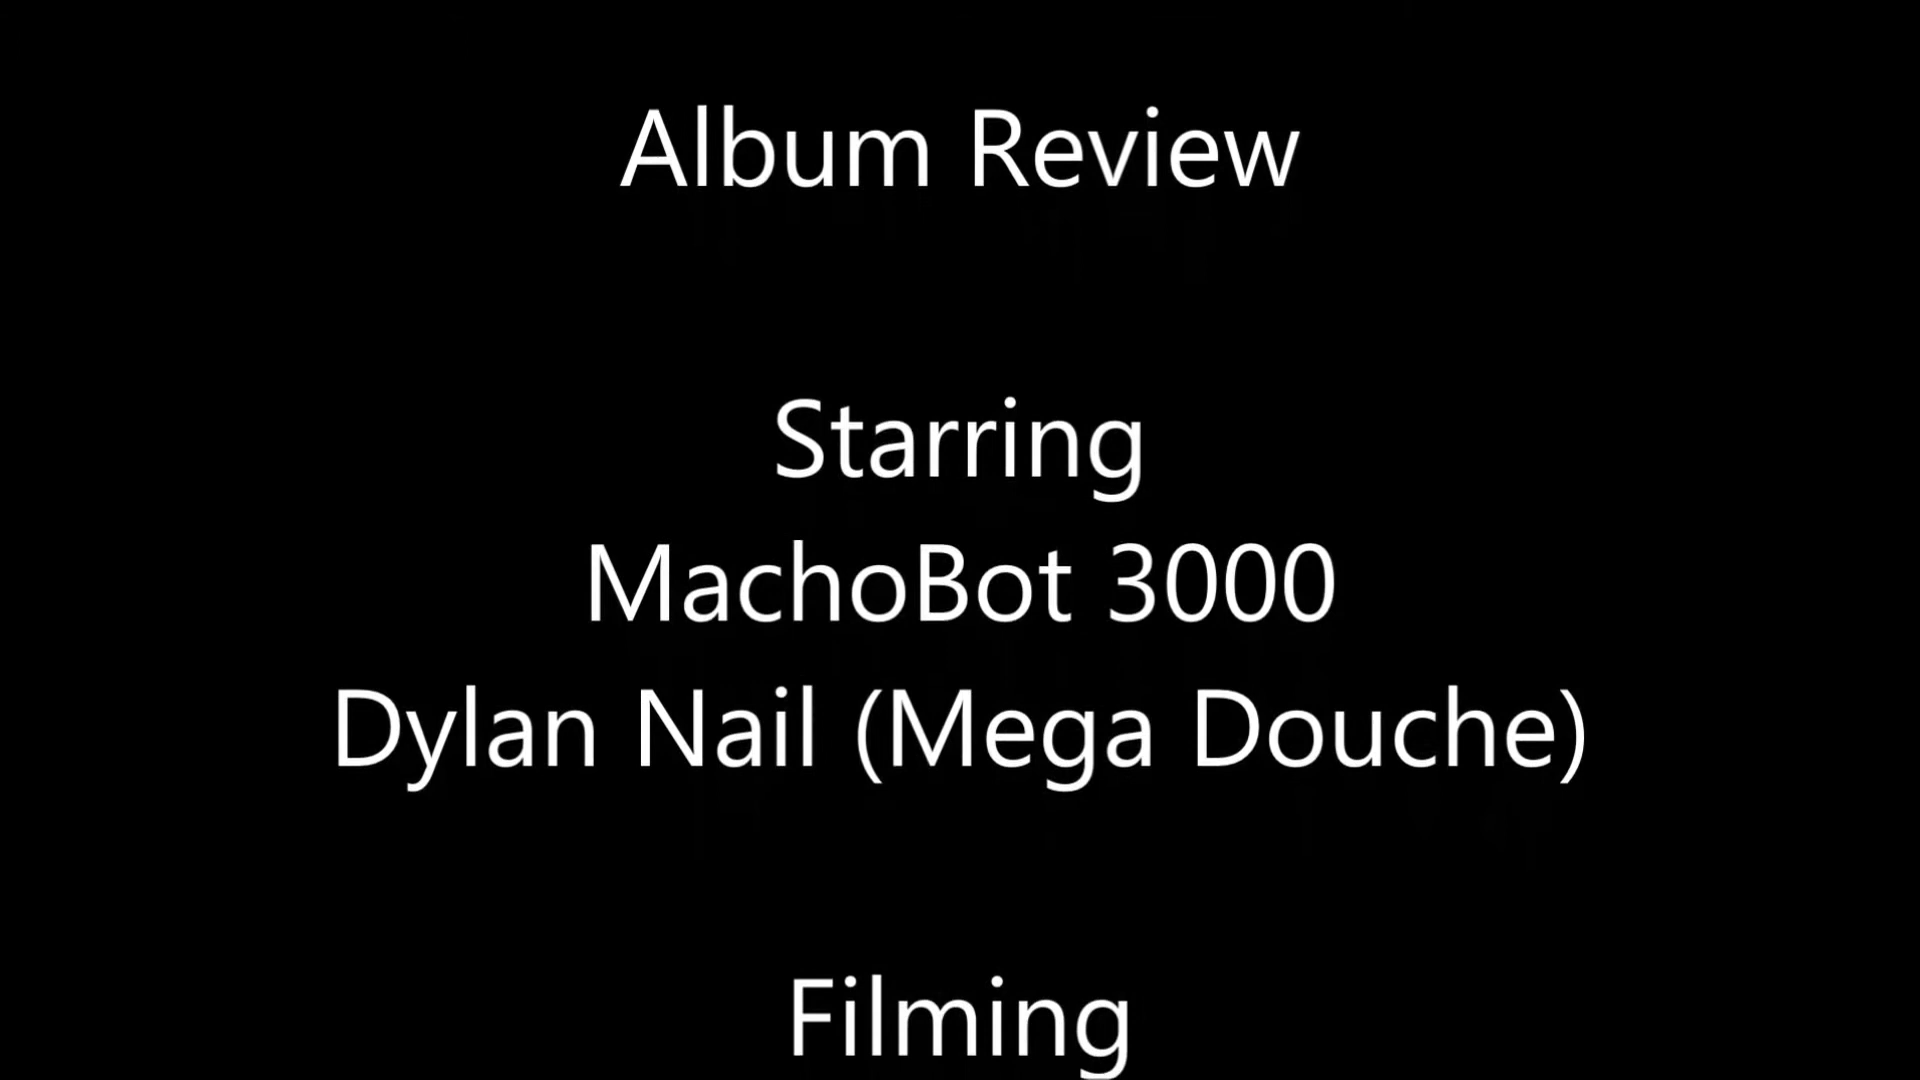 Album Review
Starring
MachoBot 3000
Dylan Nail (Mega Douche)
Filming